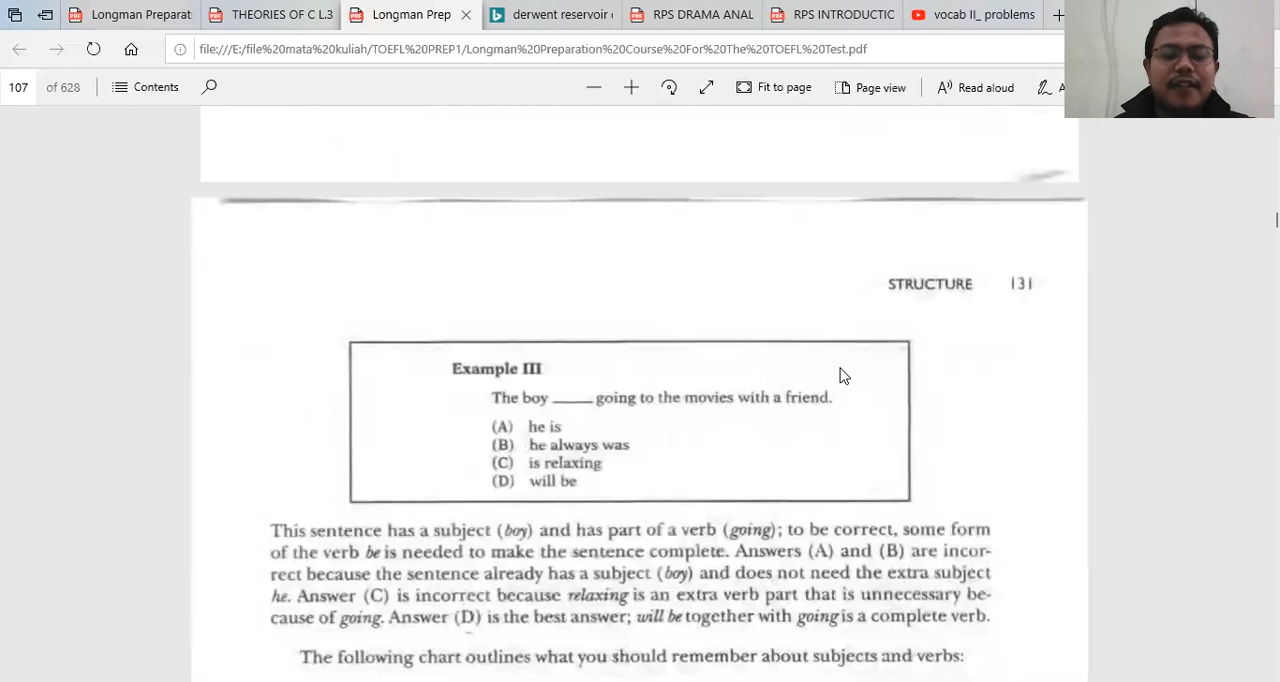 Longman Preparat
THEORIES OF C L.3
Longman Prep
derwent reservoir
RPS DRAMA ANAL
RPS INTRODUCTIC
vocab II_ problems
file:///E:/file%20mata%20kuliah/TOEFL%20PREP1/Longman%20Preparation%20Course%20For%20The%20TOEFL%20Test.pdf
107 of 628 Contents Fit to page Page view Read aloud
STRUCTURE 131
Example III
The boy ____ going to the movies with a friend.
(A) he is
(B) he always was
(C) is relaxing
(D) will be
This sentence has a subject (boy) and has part of a verb (going); to be correct, some form
of the verb be is needed to make the sentence complete. Answers (A) and (B) are incor-
rect because the sentence already has a subject (boy) and does not need the extra subject
he. Answer (C) is incorrect because relaxing is an extra verb part that is unnecessary be-
cause of going. Answer (D) is the best answer; will be together with going is a complete verb.
The following chart outlines what you should remember about subjects and verbs: